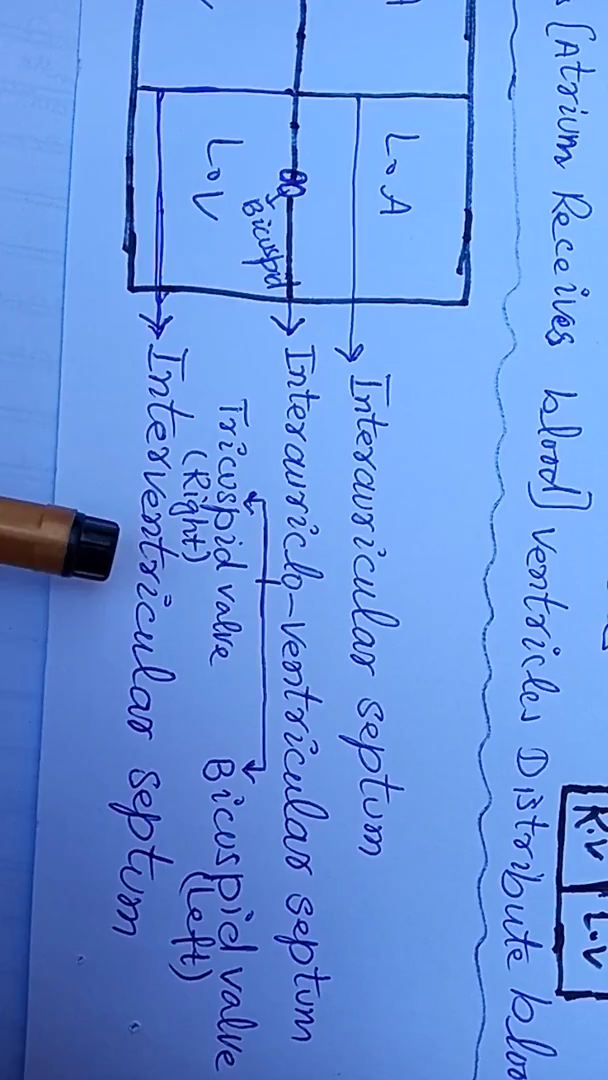 [Atrium Receives blood] ventricles Distribute bloo
R.V L.V
L.A
L.V
Bicuspid
Interauricular septum
Interauriclo-ventricular septum
Tricuspid valve Bicuspid valve
(Right) (Left)
Interventricular septum